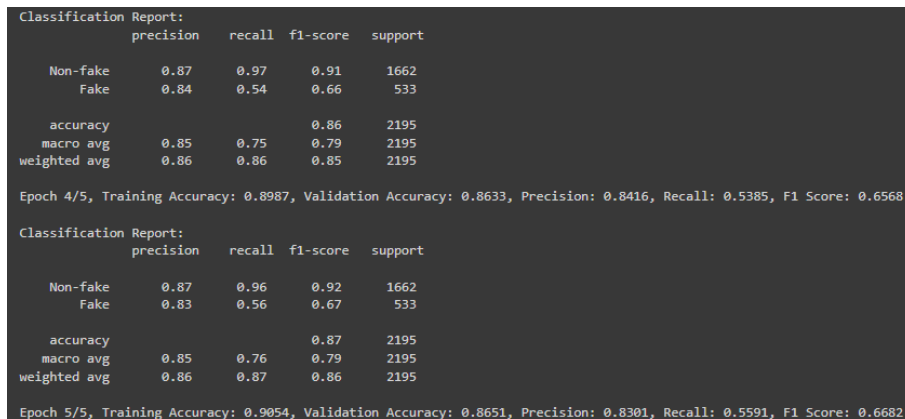 Classification Report:
precision recall f1-score support
Non-fake 0.87 0.97 0.91 1662
Fake 0.84 0.54 0.66 533
accuracy 0.86 2195
macro avg 0.85 0.75 0.79 2195
weighted avg 0.86 0.86 0.85 2195
Epoch 4/5, Training Accuracy: 0.8987, Validation Accuracy: 0.8633, Precision: 0.8416, Recall: 0.5385, F1 Score: 0.6568
Classification Report:
precision recall f1-score support
Non-fake 0.87 0.96 0.92 1662
Fake 0.83 0.56 0.67 533
accuracy 0.87 2195
macro avg 0.85 0.76 0.79 2195
weighted avg 0.86 0.87 0.86 2195
Epoch 5/5, Training Accuracy: 0.9054, Validation Accuracy: 0.8651, Precision: 0.8301, Recall: 0.5591, F1 Score: 0.6682